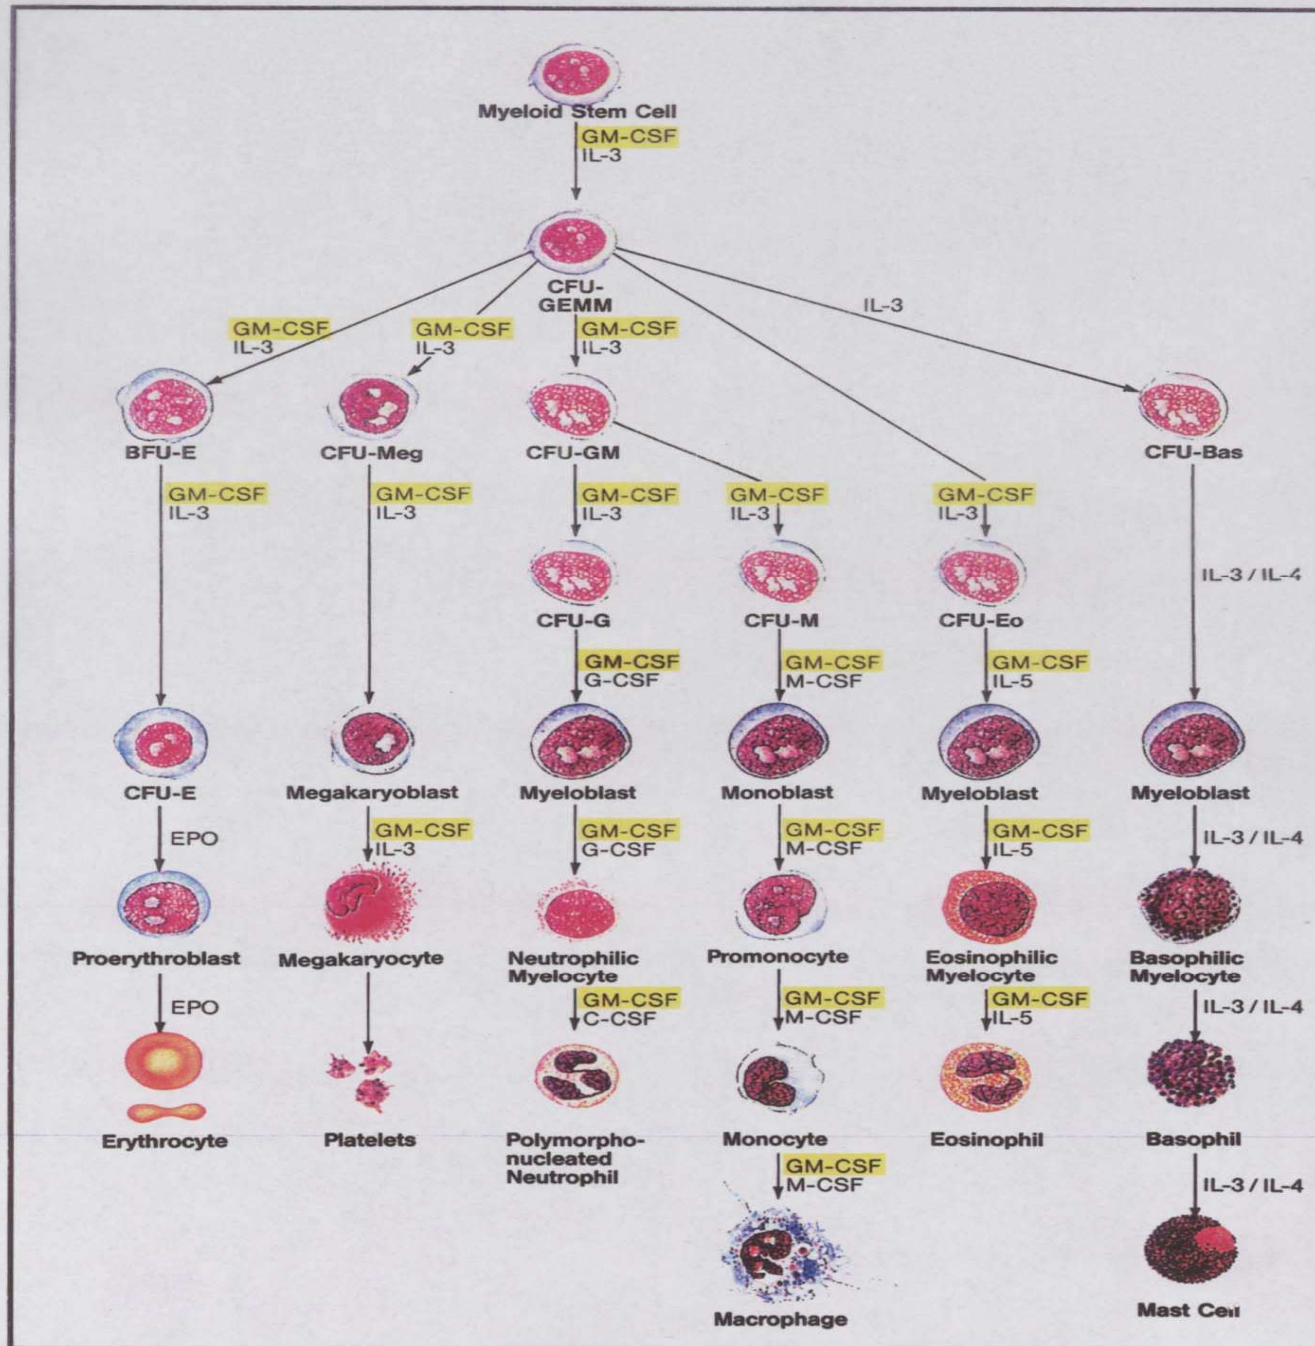 Myeloid Stem Cell
GM-CSF
IL-3
CFU-
GEMM
IL-3
GM-CSF
IL-3
GM-CSF
IL-3
GM-CSF
IL-3
BFU-E
CFU-Meg
CFU-GM
CFU-Bas
GM-CSF
IL-3
GM-CSF
IL-3
GM-CSF
IL-3
GM-CSF
IL-3
GM-CSF
IL-3
IL-3 / IL-4
CFU-G
CFU-M
CFU-Eo
GM-CSF
G-CSF
GM-CSF
M-CSF
GM-CSF
IL-5
CFU-E
Megakaryoblast
Myeloblast
Monoblast
Myeloblast
Myeloblast
EPO
GM-CSF
IL-3
GM-CSF
G-CSF
GM-CSF
M-CSF
GM-CSF
IL-5
IL-3 / IL-4
Proerythroblast
Megakaryocyte
Neutrophilic
Myelocyte
Promonocyte
Eosinophilic
Myelocyte
Basophilic
Myelocyte
EPO
GM-CSF
C-CSF
GM-CSF
M-CSF
GM-CSF
IL-5
IL-3 / IL-4
Erythrocyte
Platelets
Polymorpho-
nucleated
Neutrophil
Monocyte
Eosinophil
Basophil
GM-CSF
M-CSF
IL-3 / IL-4
Macrophage
Mast Cell